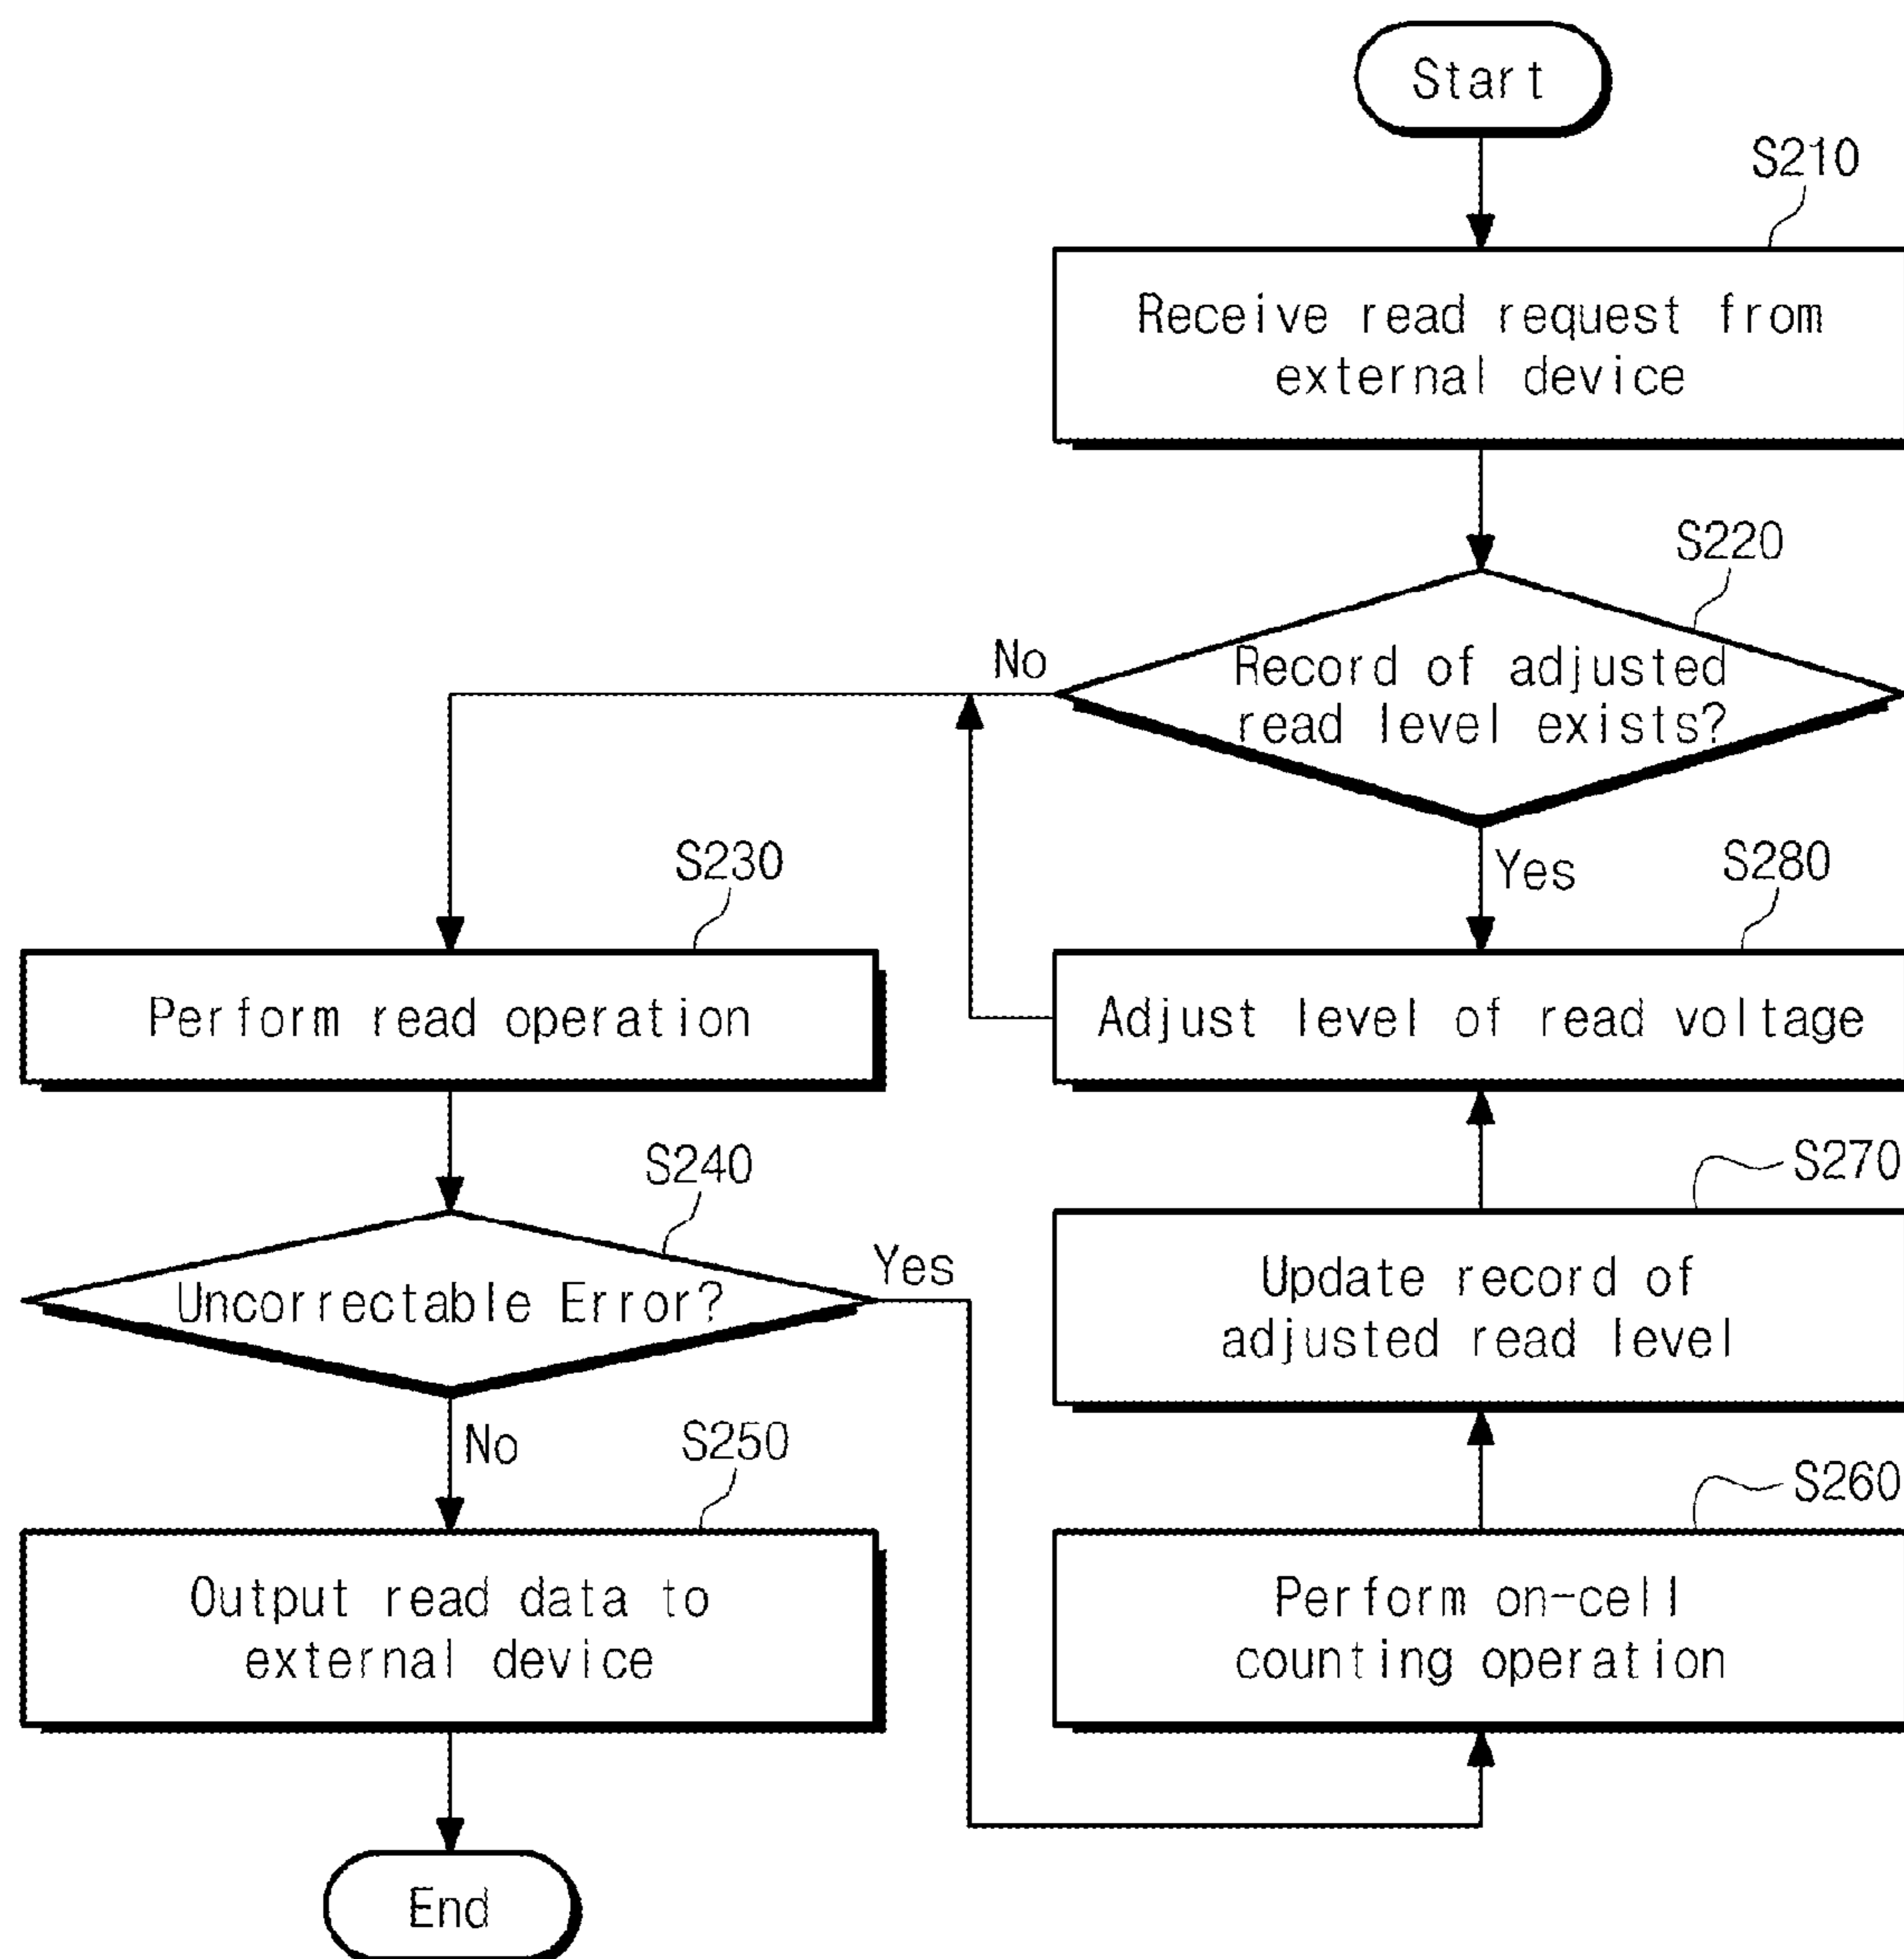 Start
S210
Receive read request from
external device
S220
No
Record of adjusted
read level exists?
Yes
S280
S230
Perform read operation
Adjust level of read voltage
S240
S270
Uncorrectable Error?
Yes
Update record of
adjusted read level
No
S250
S260
Output read data to
external device
Perform on-cell
counting operation
End